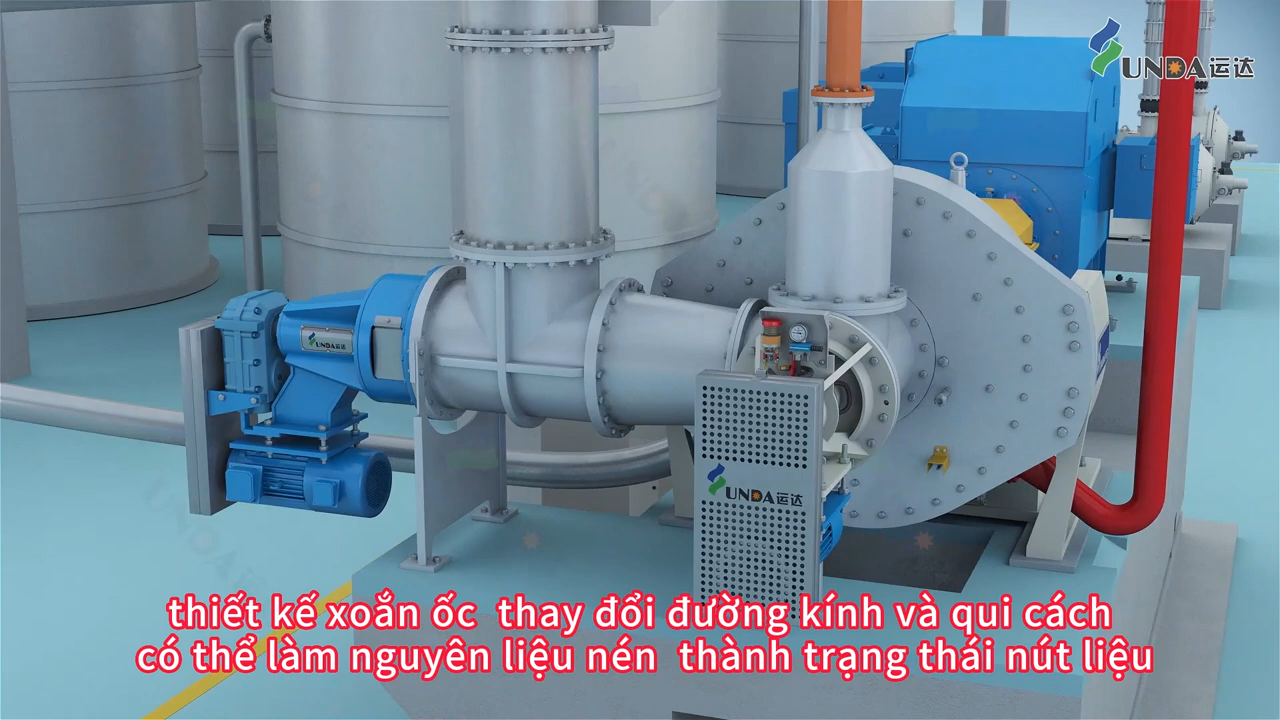 UNDA运达
UNDA运达
UNDA运达
thiết kế xoắn ốc thay đổi đường kính và qui cách
có thể làm nguyên liệu nén thành trạng thái nút liệu